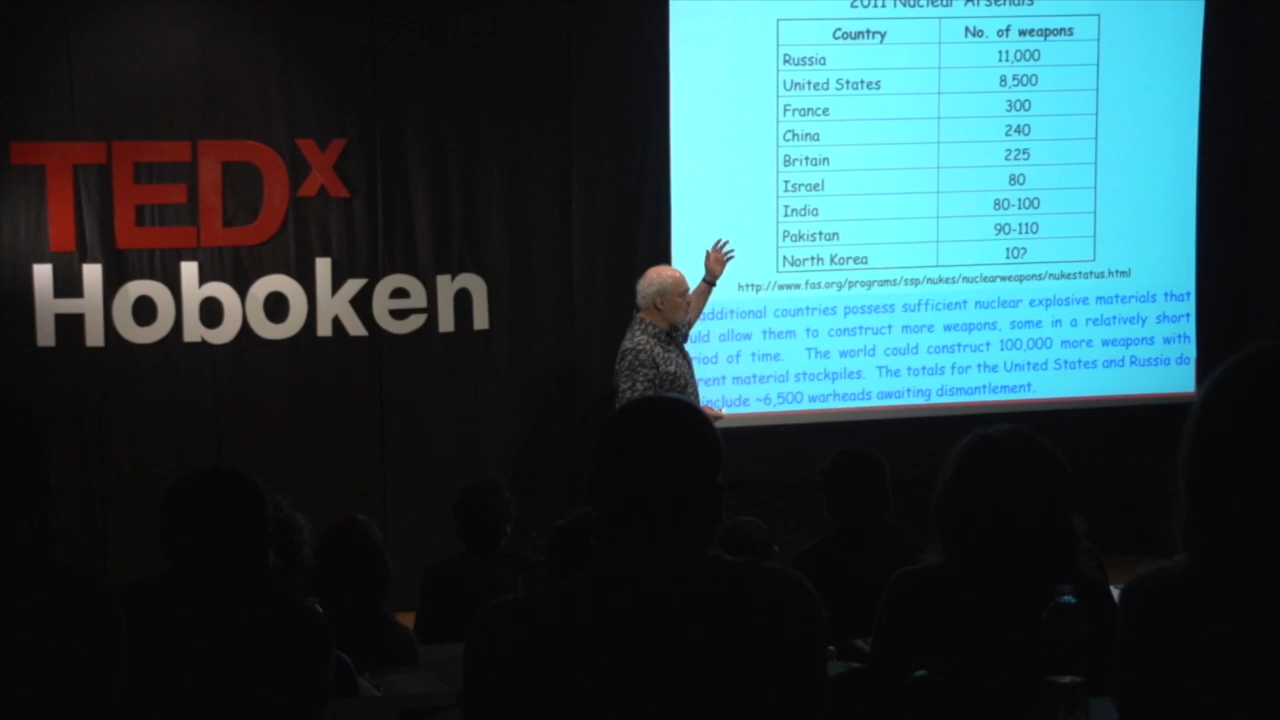 TEDx
Hoboken
2011 Nuclear Arsenals
Country No. of weapons
Russia 11,000
United States 8,500
France 300
China 240
Britain 225
Israel 80
India 80-100
Pakistan 90-110
North Korea 10?
http://www.fas.org/programs/ssp/nukes/nuclearweapons/nukestatus.html
additional countries possess sufficient nuclear explosive materials that
allow them to construct more weapons, some in a relatively short
of time. The world could construct 100,000 more weapons with
material stockpiles. The totals for the United States and Russia do
include ~6,500 warheads awaiting dismantlement.